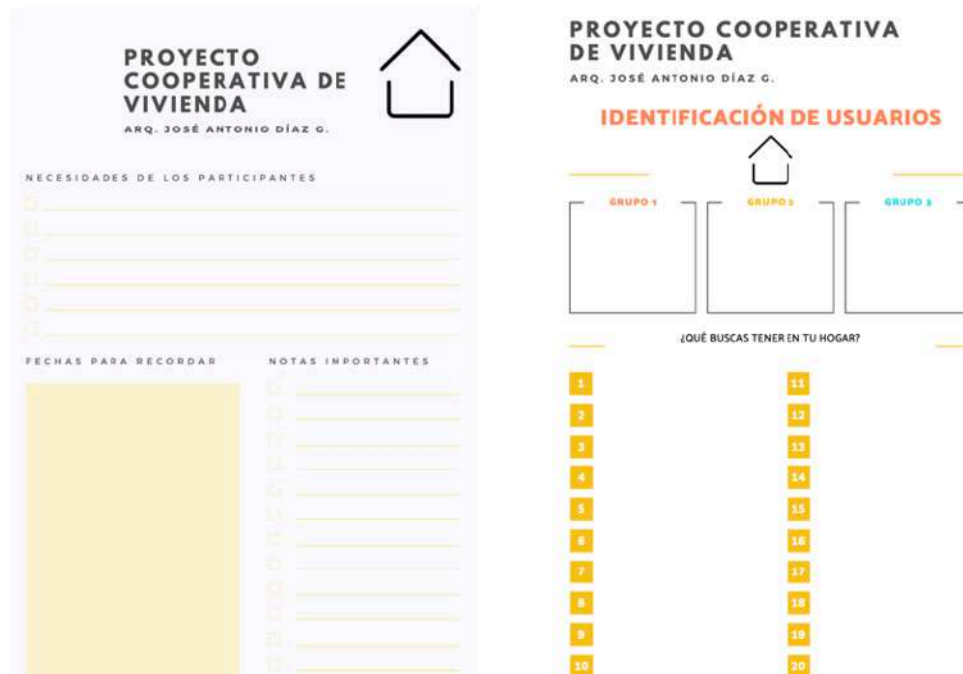 PROYECTO
COOPERATIVA DE
VIVIENDA
ARQ. JOSÉ ANTONIO DÍAZ G.
NECESIDADES DE LOS PARTICIPANTES
FECHAS PARA RECORDAR
NOTAS INPORTANTES
PROYECTO COOPERATIVA
DE VIVIENDA
ARQ. JOSÉ ANTONIO DÍAZ G.
IDENTIFICACIÓN DE USUARIOS
GRUPO 1
GRUPO 2
GRUPO 3
¿QUÉ BUSCAS TENER EN TU HOGAR?
1
2
3
4
5
6
7
8
9
10
11
12
13
14
15
16
17
18
19
20